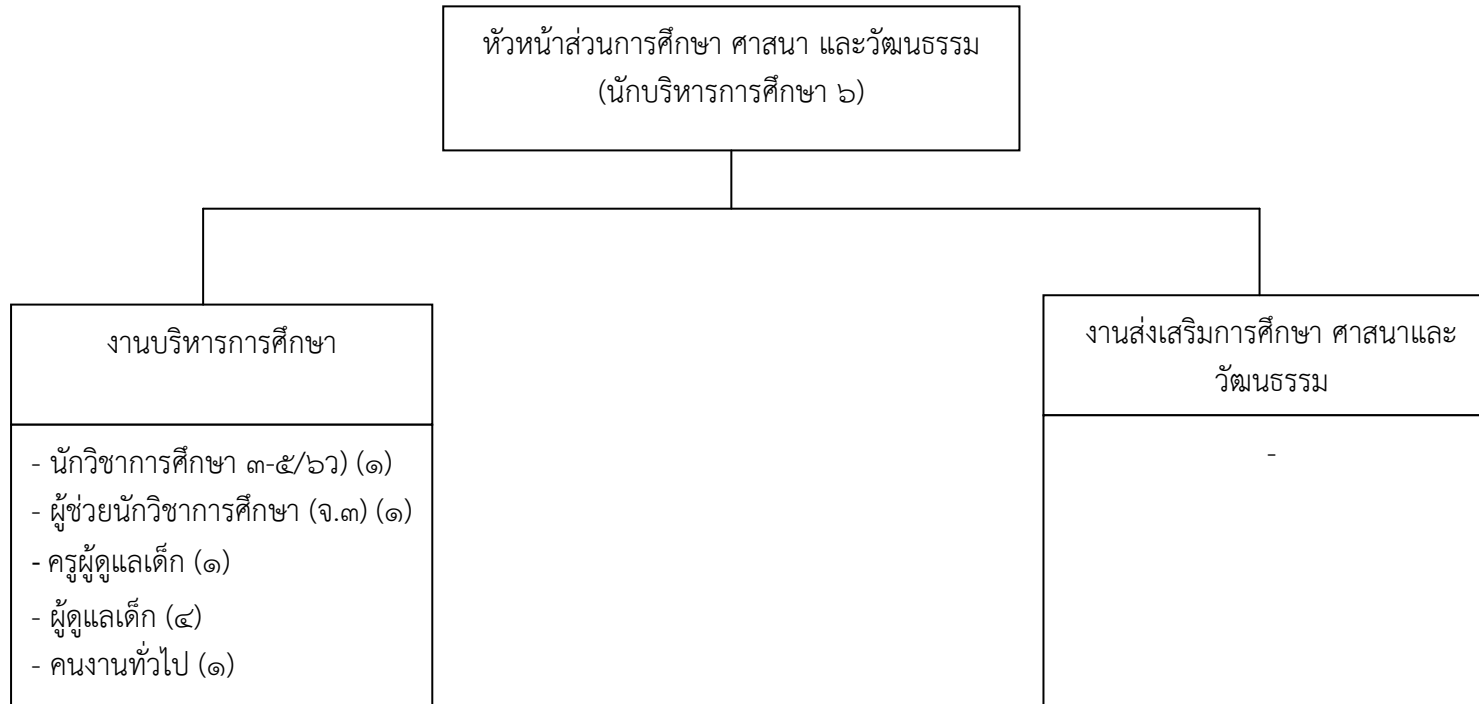 หัวหน้าส่วนการศึกษา ศาสนา และวัฒนธรรม
(นักบริหารการศึกษา ๖)
งานบริหารการศึกษา
- นักวิชาการศึกษา ๓-๕/๖ว) (๑)
- ผู้ช่วยนักวิชาการศึกษา (จ.๓) (๑)
- ครูผู้ดูแลเด็ก (๑)
- ผู้ดูแลเด็ก (๔)
- คนงานทั่วไป (๑)
งานส่งเสริมการศึกษา ศาสนาและ
วัฒนธรรม
-